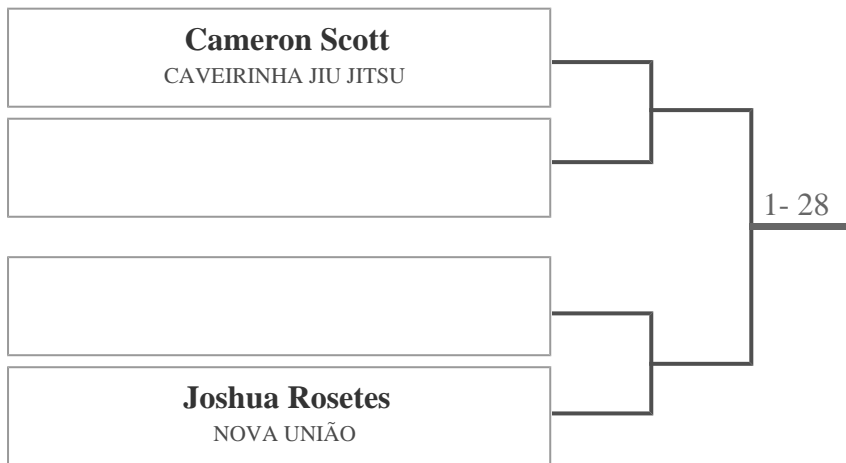 Cameron Scott
CAVEIRINHA JIU JITSU
1- 28
Joshua Rosetes
NOVA UNIÃO